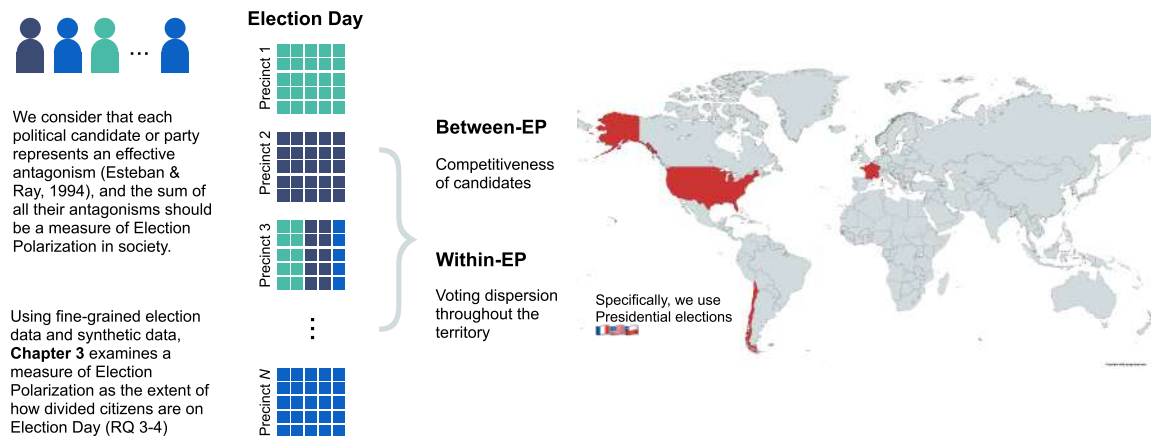 Election Day
...
We consider that each
political candidate or party
represents an effective
antagonism (Esteban &
Ray, 1994), and the sum of
all their antagonisms should
be a measure of Election
Polarization in society.
Using fine-grained election
data and synthetic data,
Chapter 3 examines a
measure of Election
Polarization as the extent of
how divided citizens are on
Election Day (RQ 3-4)
Precinct 1
Precinct 2
Precinct 3
Precinct N
Between-EP
Competitiveness
of candidates
Within-EP
Voting dispersion
throughout the
territory
Specifically, we use
Presidential elections